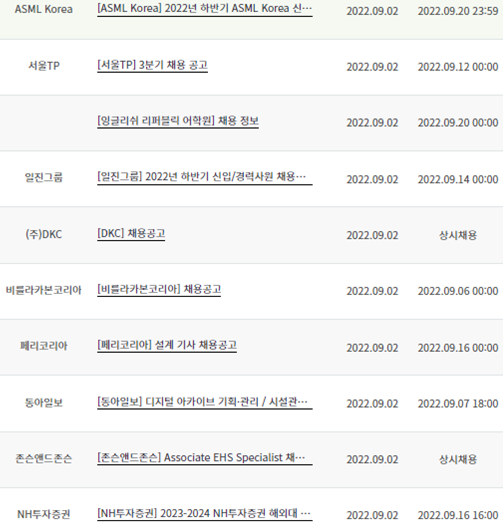 ASML Korea [ASML Korea] 2022년 하반기 ASML Korea 신··· 2022.09.02 2022.09.20 23:59
서울TP [서울TP] 3분기 채용 공고 2022.09.02 2022.09.12 00:00
[잉글리쉬 리퍼블릭 어학원] 채용 정보 2022.09.02 2022.09.20 00:00
일진그룹 [일진그룹] 2022년 하반기 신입/경력사원 채용··· 2022.09.02 2022.09.14 00:00
(주)DKC [DKC] 채용공고 2022.09.02 상시채용
비틀라카본코리아 [비틀라카본코리아] 채용공고 2022.09.02 2022.09.06 00:00
페리코리아 [페리코리아] 설계 기사 채용공고 2022.09.02 2022.09.16 00:00
동아일보 [동아일보] 디지털 아카이브 기획·관리 / 시설관··· 2022.09.02 2022.09.07 18:00
존슨앤드존슨 [존슨앤드존슨] Associate EHS Specialist 채··· 2022.09.02 상시채용
NH투자증권 [NH투자증권] 2023-2024 NH투자증권 해외대 ··· 2022.09.02 2022.09.16 16:00